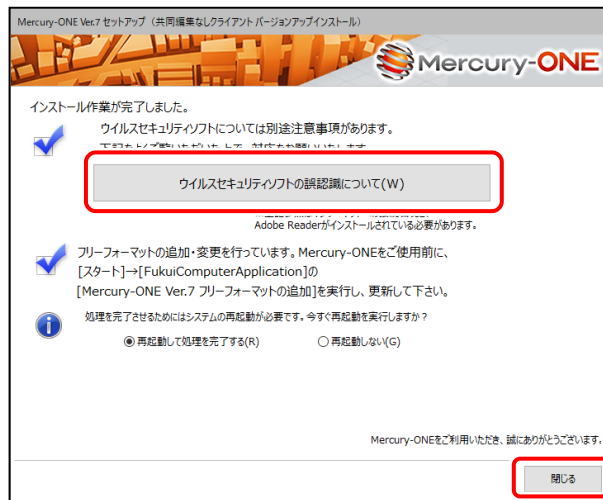 Mercury-ONE Ver.7 セットアップ（共同編集なしクライアント バージョンアップインストール）
Mercury-ONE
インストール作業が完了しました。
ウイルスセキュリティソフトについては別途注意事項があります。
ウイルスセキュリティソフトの誤認識について(W)
Adobe Readerがインストールされている必要があります。
フリーフォーマットの追加・変更を行っています。Mercury-ONEをご使用前に、
[スタート]→[FukuiComputerApplication]の
[Mercury-ONE Ver.7 フリーフォーマットの追加]を実行し、更新して下さい。
処理を完了させるためにはシステムの再起動が必要です。今すぐ再起動を実行しますか？
再起動して処理を完了する(R) 再起動しない(G)
Mercury-ONEをご利用いただき、誠にありがとうございます。
閉じる